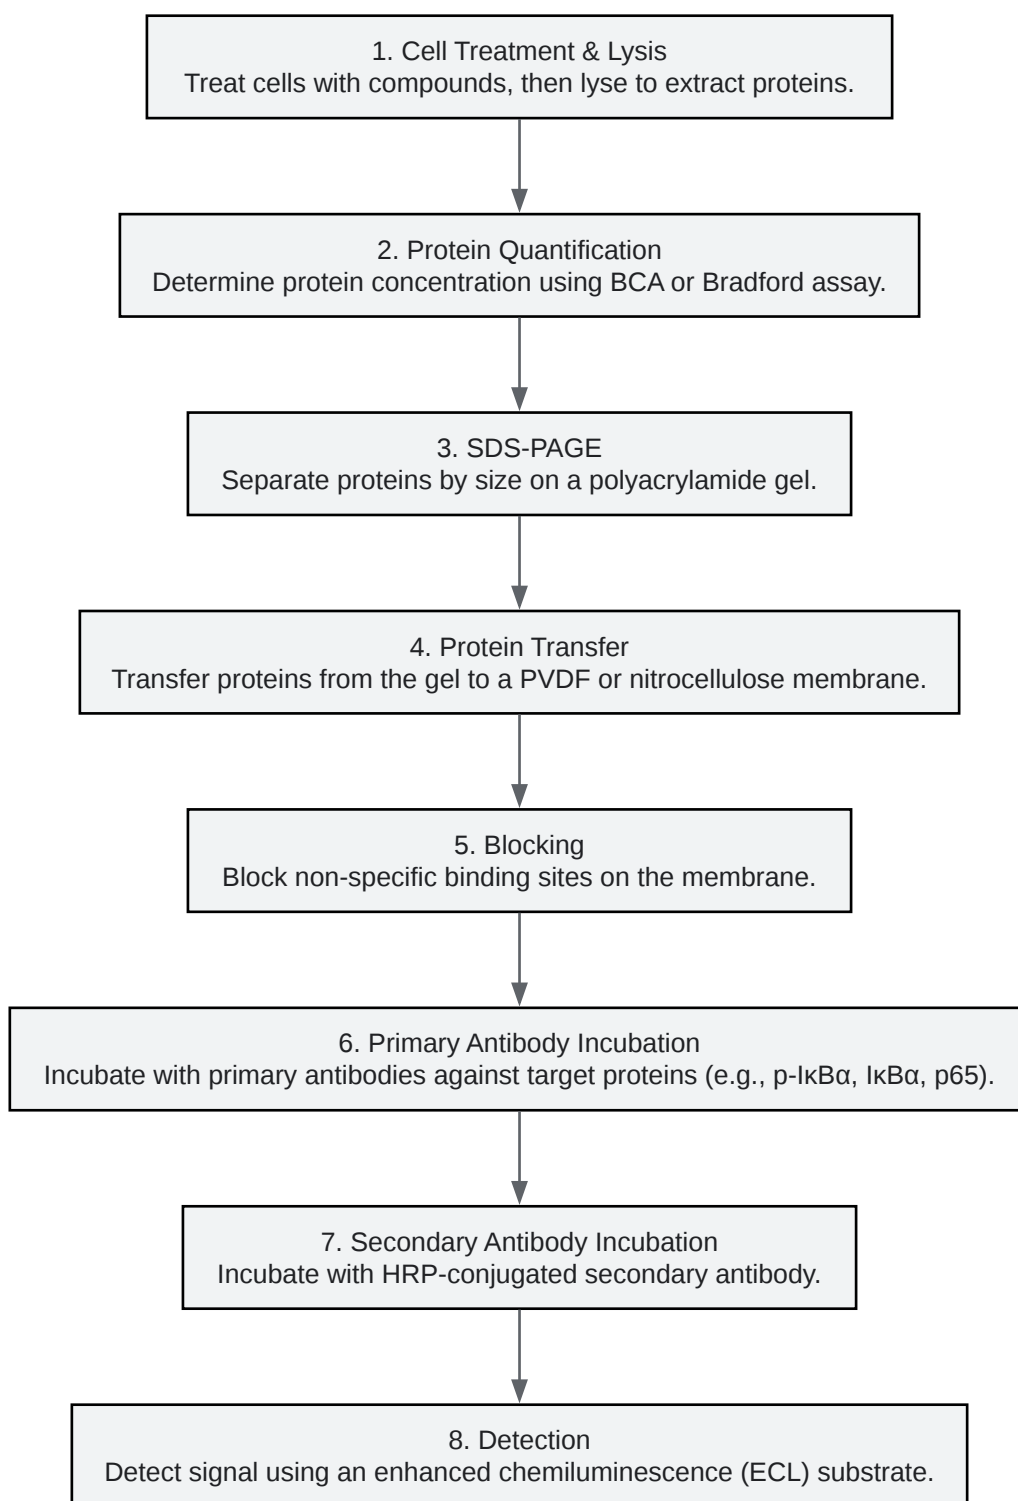 1. Cell Treatment & Lysis
Treat cells with compounds, then lyse to extract proteins.
2. Protein Quantification
Determine protein concentration using BCA or Bradford assay.
3. SDS-PAGE
Separate proteins by size on a polyacrylamide gel.
4. Protein Transfer
Transfer proteins from the gel to a PVDF or nitrocellulose membrane.
5. Blocking
Block non-specific binding sites on the membrane.
6. Primary Antibody Incubation
Incubate with primary antibodies against target proteins (e.g., p-IκBα, IκBα, p65).
7. Secondary Antibody Incubation
Incubate with HRP-conjugated secondary antibody.
8. Detection
Detect signal using an enhanced chemiluminescence (ECL) substrate.